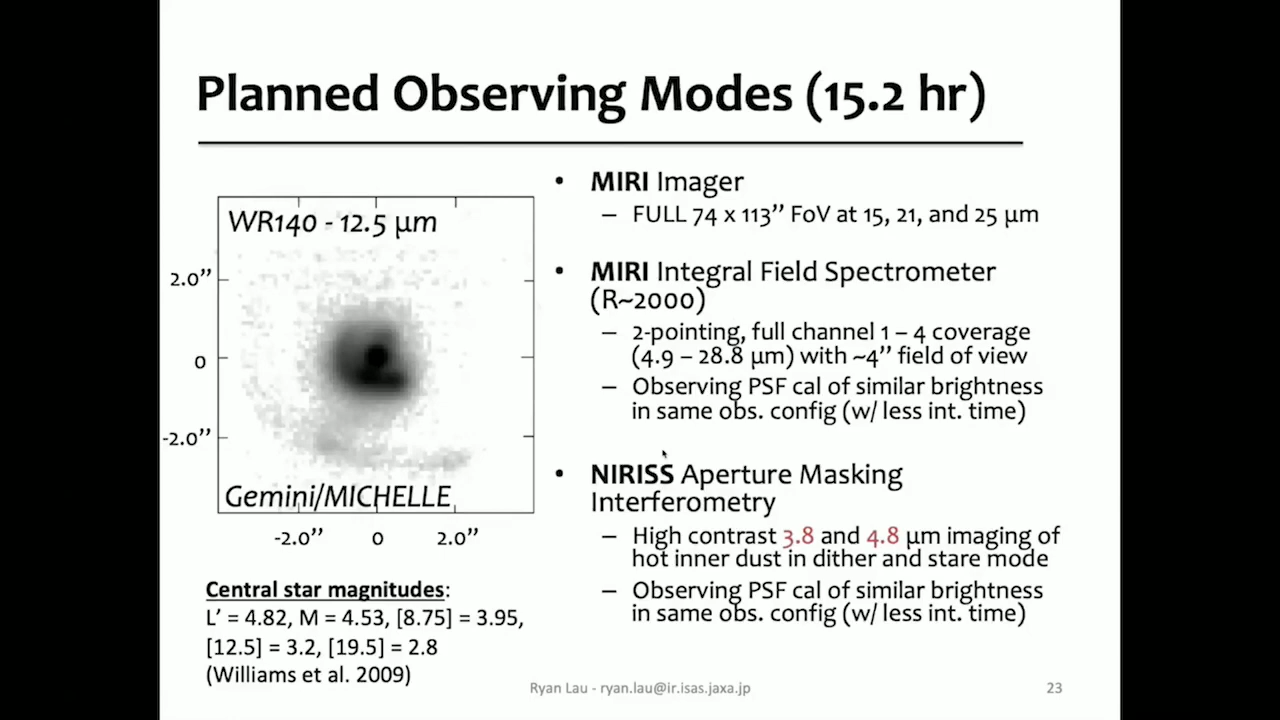 Planned Observing Modes (15.2 hr)
WR140 - 12.5 µm
2.0”
0
-2.0”
Gemini/MICHELLE
-2.0”
0
2.0”
Central star magnitudes:
L’ = 4.82, M = 4.53, [8.75] = 3.95,
[12.5] = 3.2, [19.5] = 2.8
(Williams et al. 2009)
• MIRI Imager
– FULL 74 x 113” FoV at 15, 21, and 25 µm
• MIRI Integral Field Spectrometer
(R~2000)
– 2-pointing, full channel 1 – 4 coverage
(4.9 – 28.8 µm) with ~4” field of view
– Observing PSF cal of similar brightness
in same obs. config (w/ less int. time)
• NIRISS Aperture Masking
Interferometry
– High contrast 3.8 and 4.8 µm imaging of
hot inner dust in dither and stare mode
– Observing PSF cal of similar brightness
in same obs. config (w/ less int. time)
Ryan Lau - ryan.lau@ir.isas.jaxa.jp
23